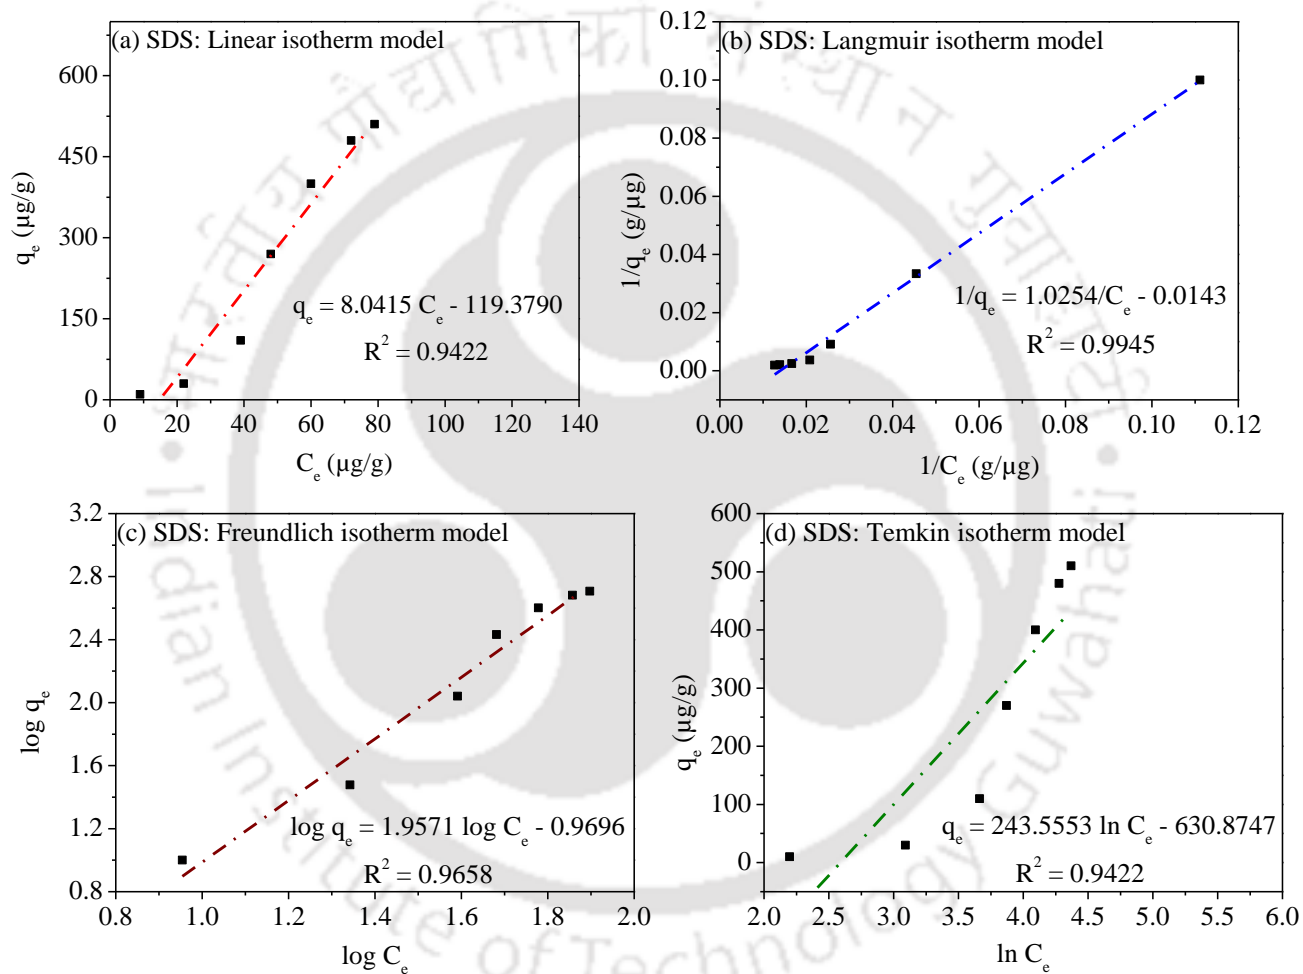 (a) SDS: Linear isotherm model
600
450
300
150
0
0 20 40 60 80 100 120 140
qₑ (µg/g)
Cₑ (µg/g)
qₑ = 8.0415 Cₑ - 119.3790
R² = 0.9422
(b) SDS: Langmuir isotherm model
0.12
0.10
0.08
0.06
0.04
0.02
0.00
0.00 0.02 0.04 0.06 0.08 0.10 0.12
1/qₑ (g/µg)
1/Cₑ (g/µg)
1/qₑ = 1.0254/Cₑ - 0.0143
R² = 0.9945
(c) SDS: Freundlich isotherm model
3.2
2.8
2.4
2.0
1.6
1.2
0.8
0.8 1.0 1.2 1.4 1.6 1.8 2.0
log qₑ
log Cₑ
log qₑ = 1.9571 log Cₑ - 0.9696
R² = 0.9658
(d) SDS: Temkin isotherm model
600
500
400
300
200
100
0
2.0 2.5 3.0 3.5 4.0 4.5 5.0 5.5 6.0
qₑ (µg/g)
ln Cₑ
qₑ = 243.5553 ln Cₑ - 630.8747
R² = 0.9422
Indian Institute of Technology Guwahati